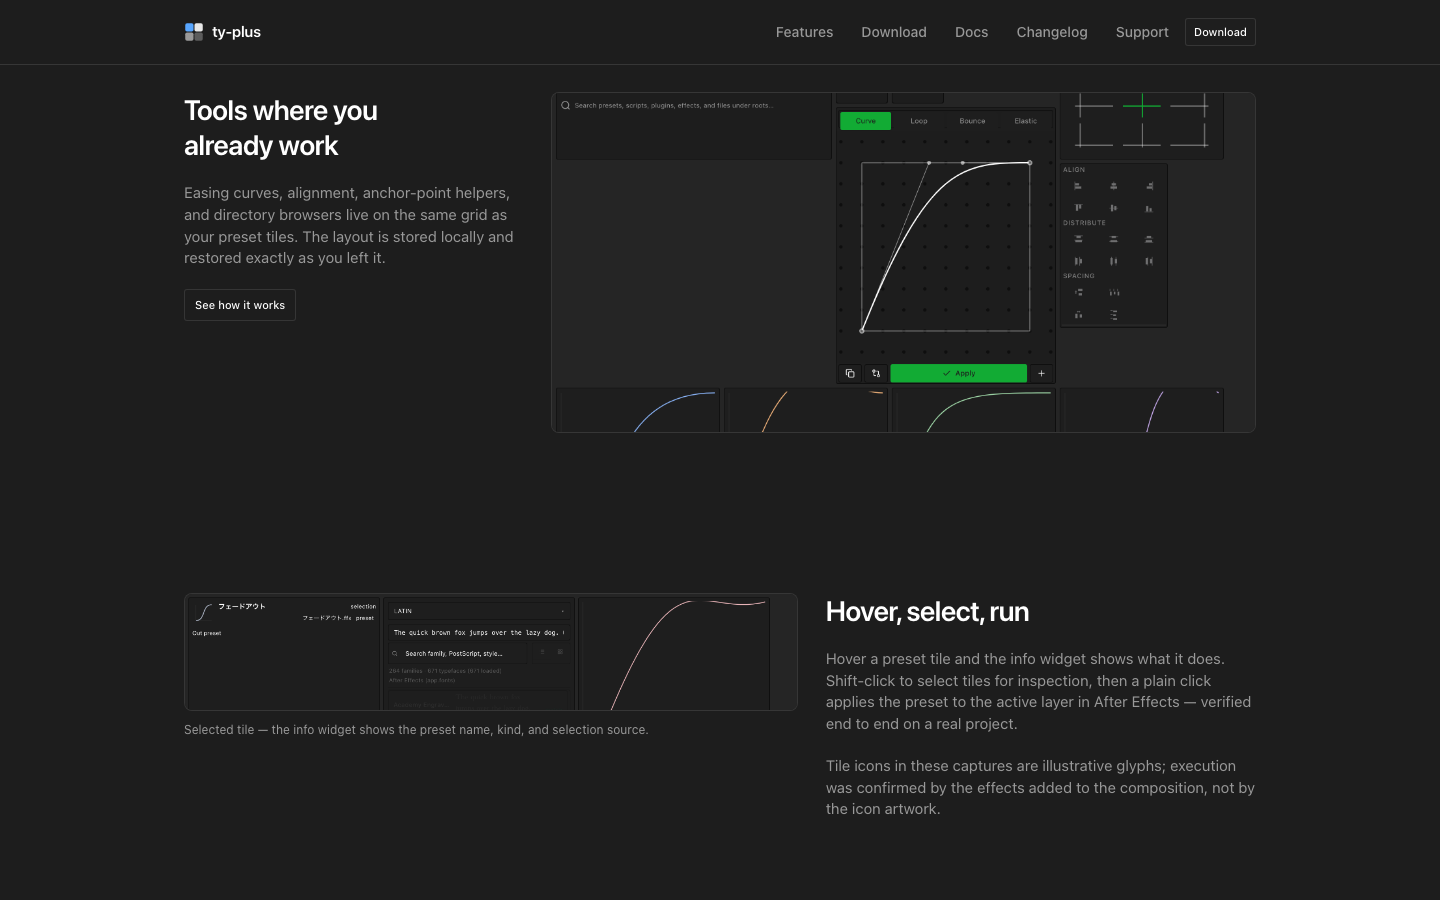 ty-plus
Features
Download
Docs
Changelog
Support
Download
Tools where you
already work
Easing curves, alignment, anchor-point helpers,
and directory browsers live on the same grid as
your preset tiles. The layout is stored locally and
restored exactly as you left it.
See how it works
Search presets, scripts, plugins, effects, and files under roots...
Curve
Loop
Bounce
Elastic
ALIGN
DISTRIBUTE
SPACING
Apply
フェードアウト
selection
フェードアウト.ffx preset
Out preset
LATIN
The quick brown fox jumps over the lazy dog.
Search family, PostScript, style...
Selected tile — the info widget shows the preset name, kind, and selection source.
Hover, select, run
Hover a preset tile and the info widget shows what it does.
Shift-click to select tiles for inspection, then a plain click
applies the preset to the active layer in After Effects — verified
end to end on a real project.
Tile icons in these captures are illustrative glyphs; execution
was confirmed by the effects added to the composition, not by
the icon artwork.